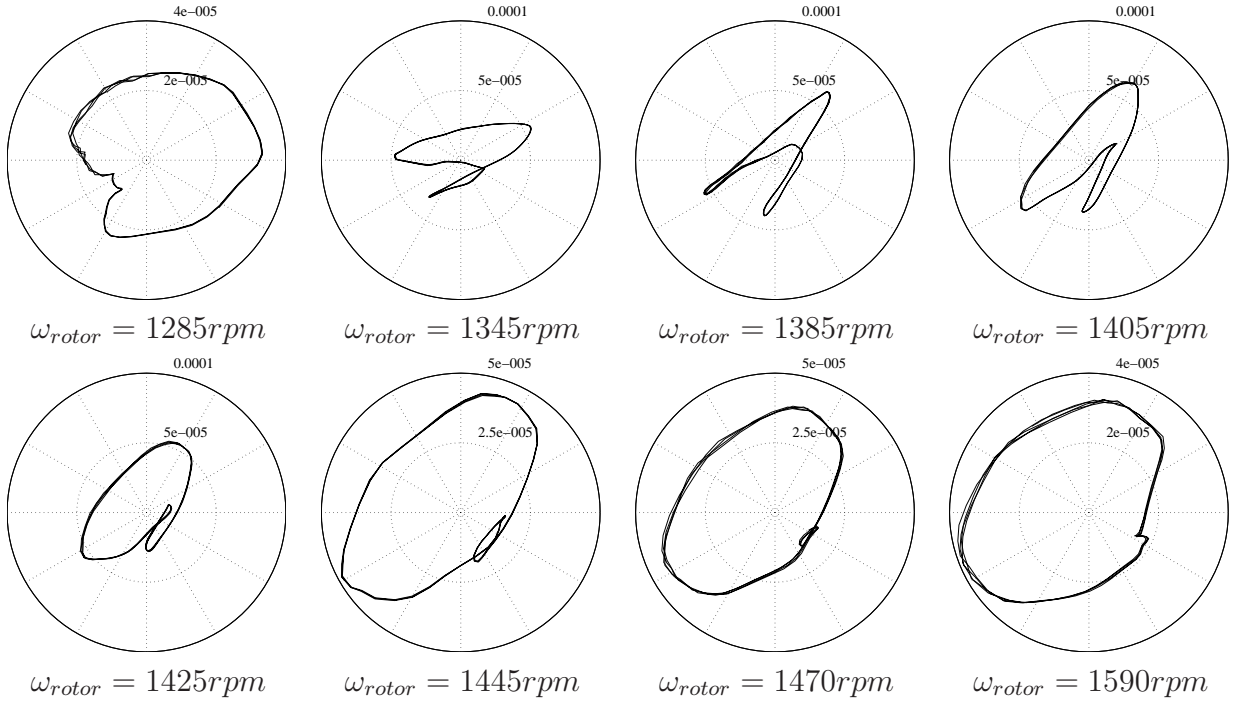 4e−005
2e−005
0.0001
5e−005
0.0001
5e−005
0.0001
5e−005
ω_rotor = 1285rpm
ω_rotor = 1345rpm
ω_rotor = 1385rpm
ω_rotor = 1405rpm
0.0001
5e−005
5e−005
2.5e−005
5e−005
2.5e−005
4e−005
2e−005
ω_rotor = 1425rpm
ω_rotor = 1445rpm
ω_rotor = 1470rpm
ω_rotor = 1590rpm